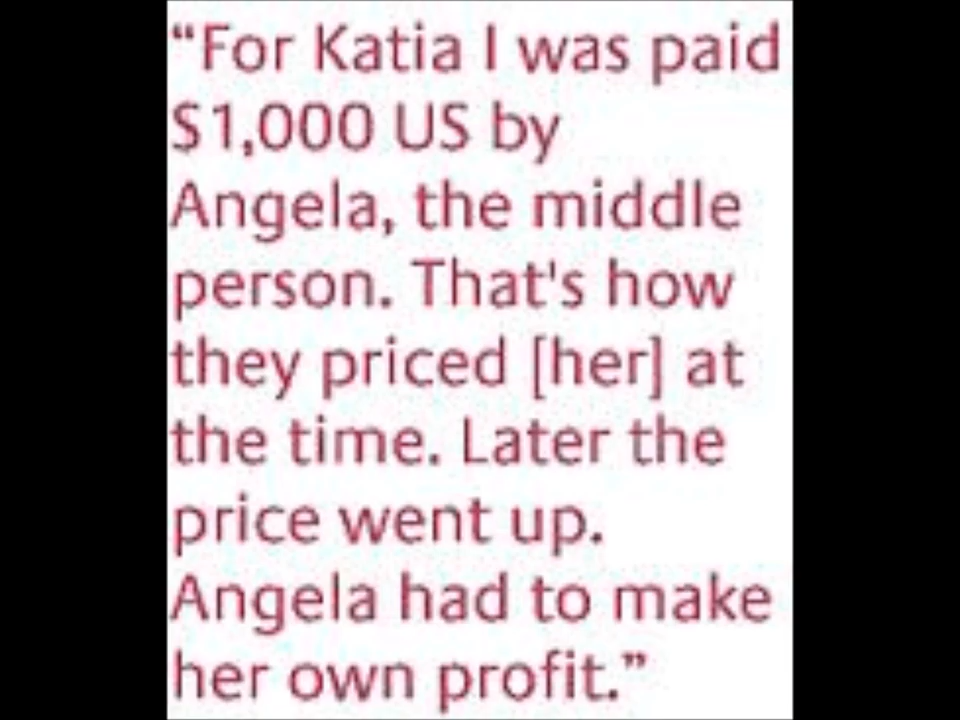 “For Katia I was paid
$1,000 US by
Angela, the middle
person. That's how
they priced [her] at
the time. Later the
price went up.
Angela had to make
her own profit.”